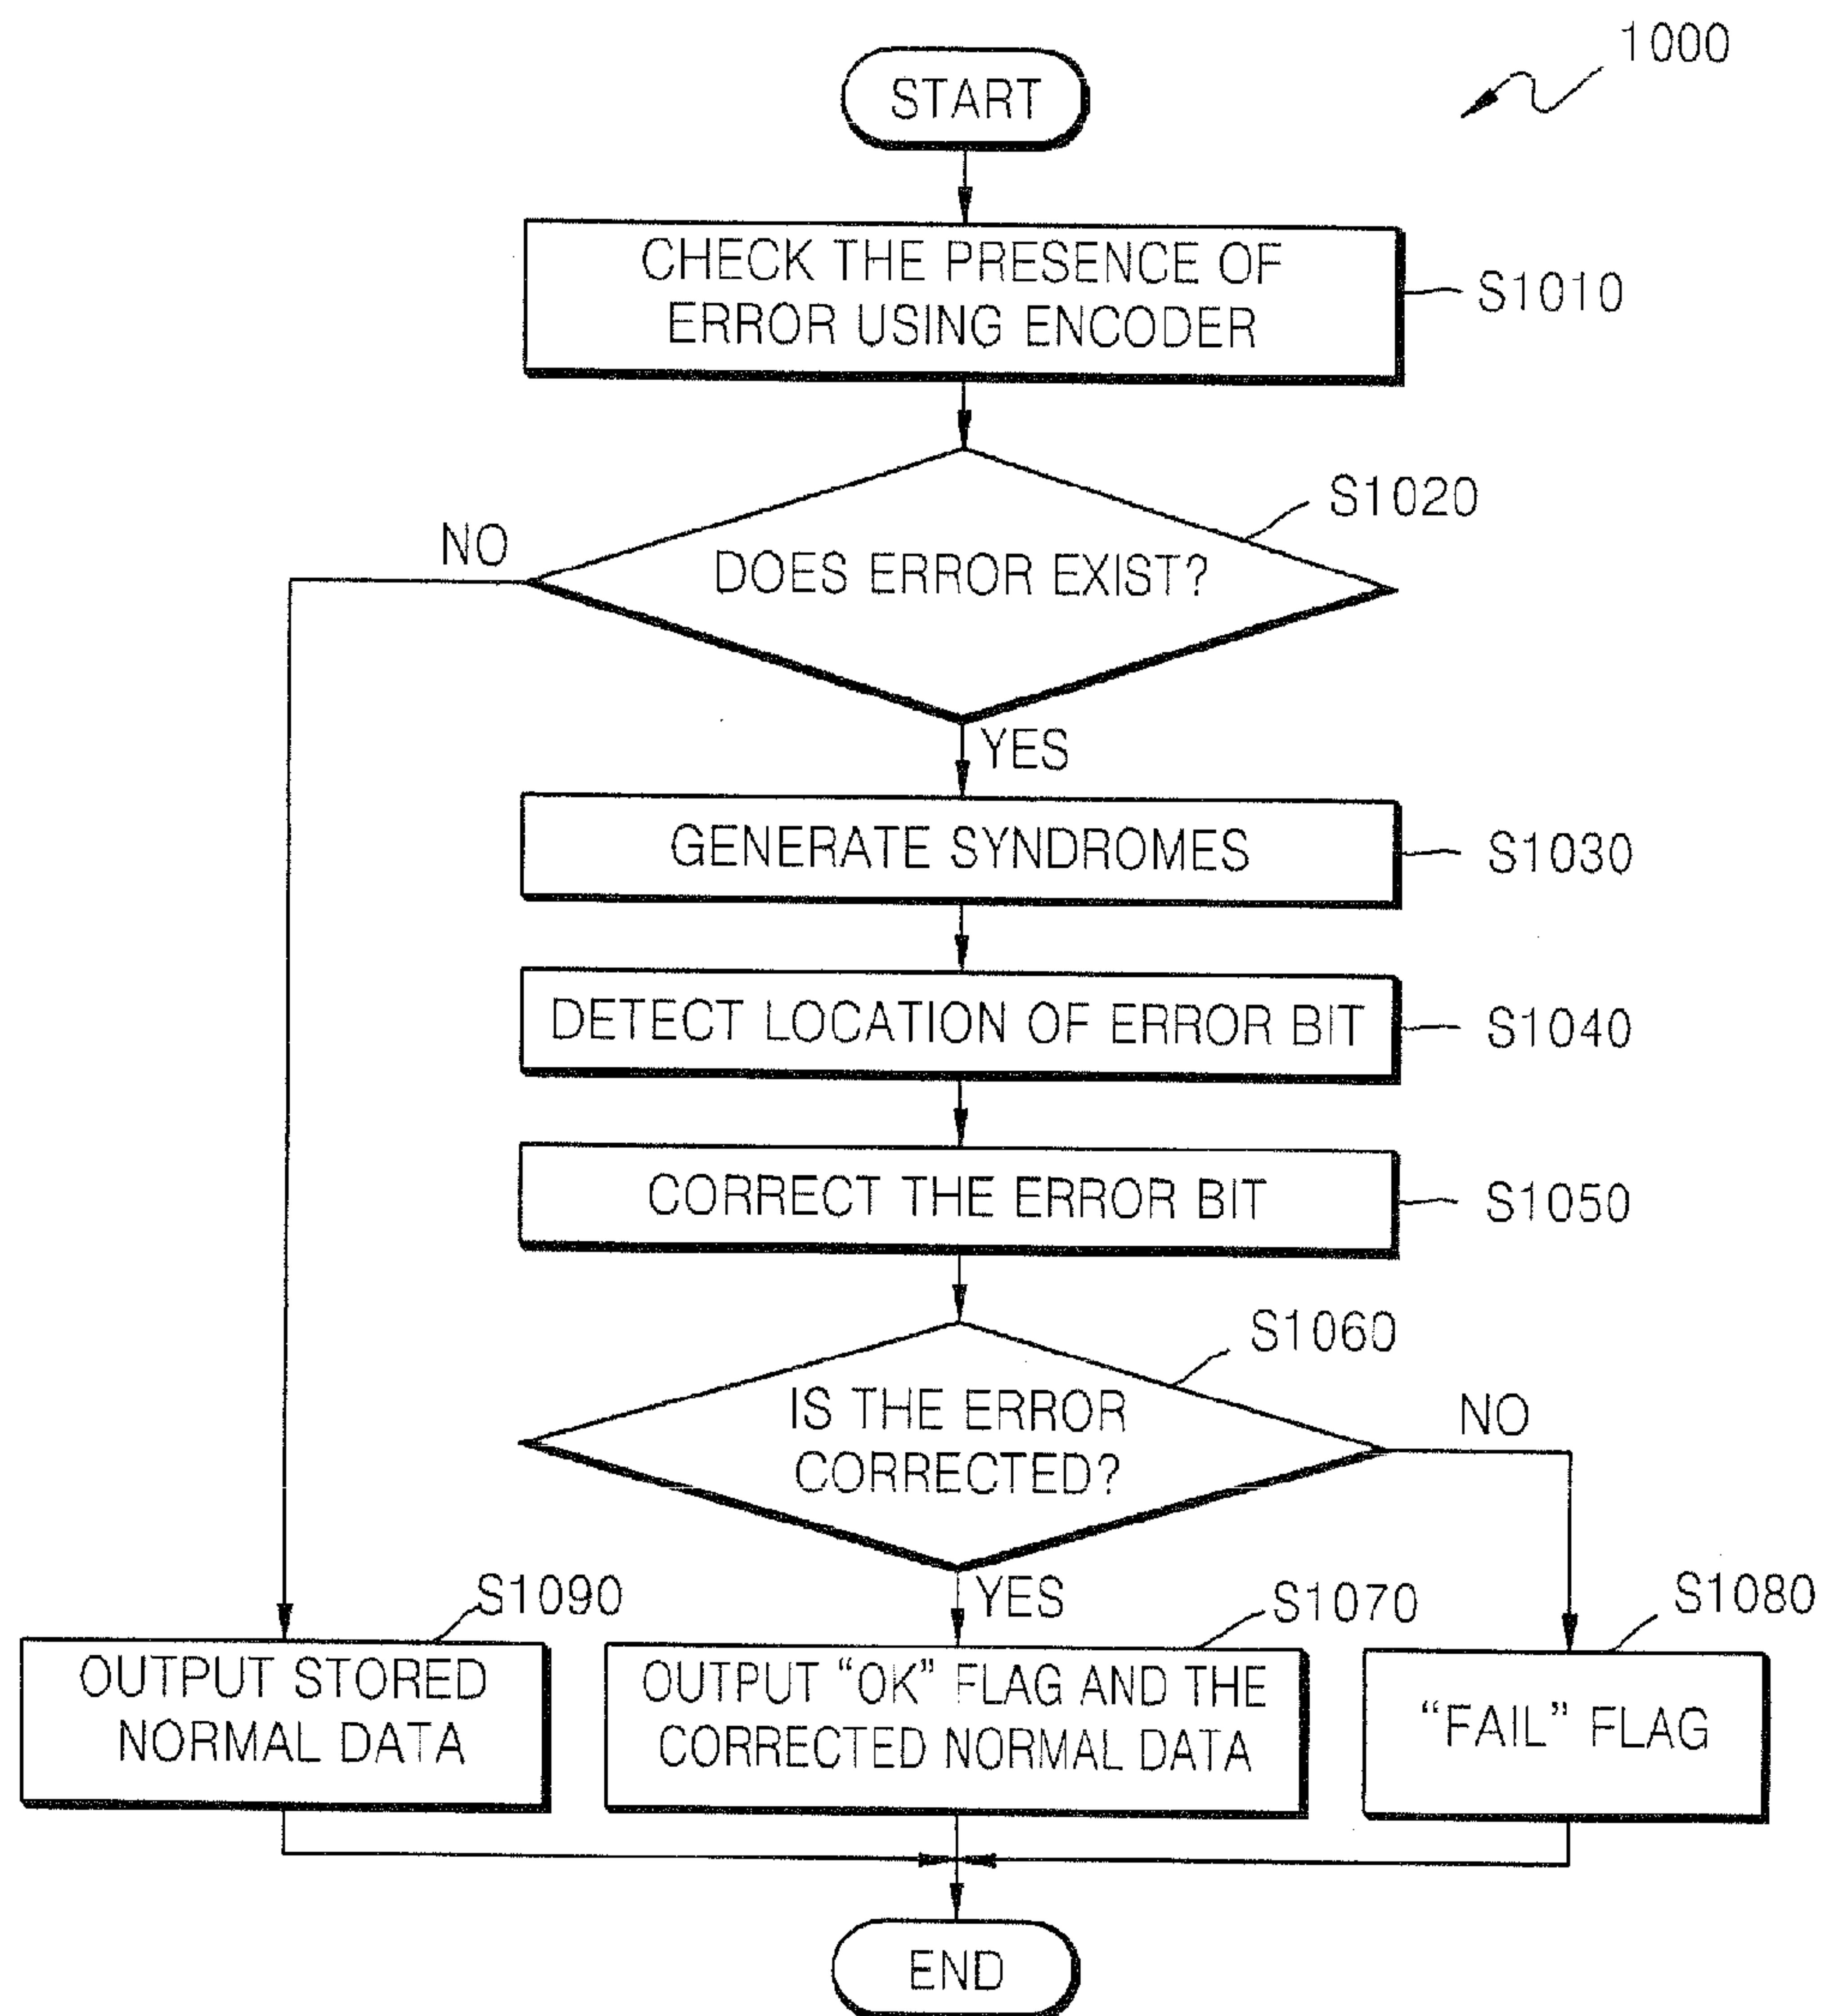 1000
START
CHECK THE PRESENCE OF
ERROR USING ENCODER
S1010
S1020
NO
DOES ERROR EXIST?
YES
GENERATE SYNDROMES
S1030
DETECT LOCATION OF ERROR BIT
S1040
CORRECT THE ERROR BIT
S1050
S1060
IS THE ERROR
CORRECTED?
NO
YES
S1090
OUTPUT STORED
NORMAL DATA
S1070
OUTPUT “OK” FLAG AND THE
CORRECTED NORMAL DATA
S1080
“FAIL” FLAG
END